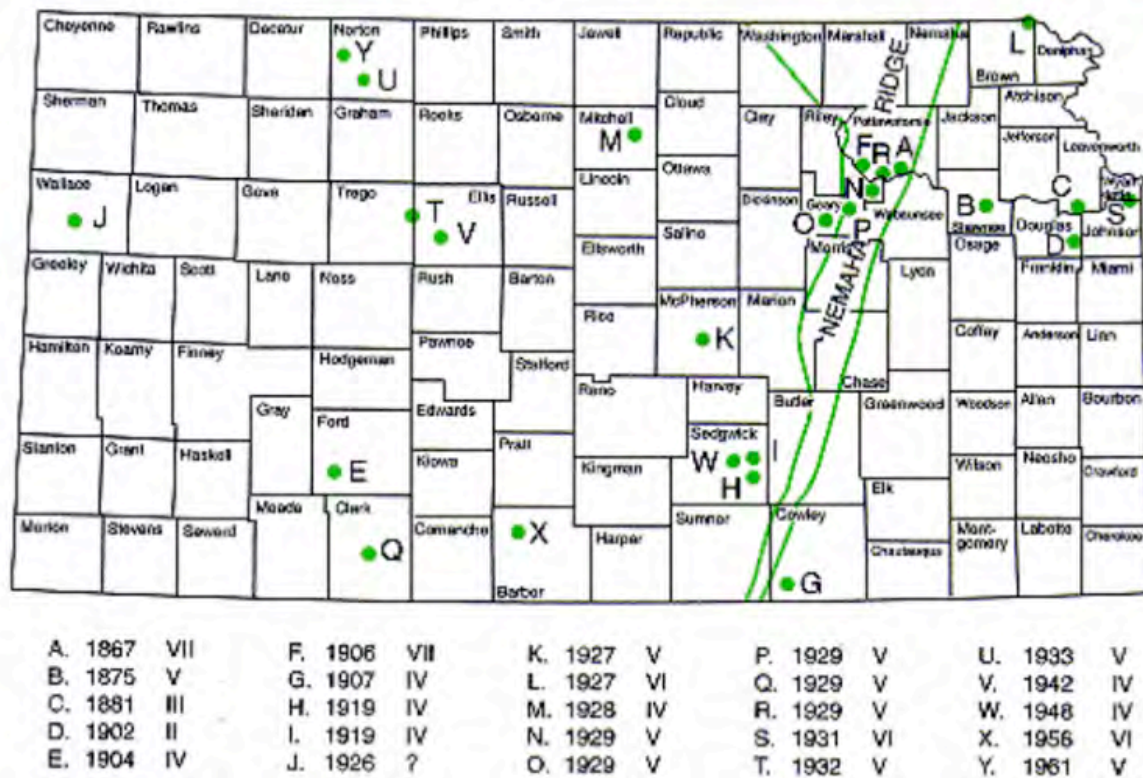 Cheyenne Rawlins Decatur Norton Phillips Smith Jewell Republic Washington Marshall Nemaha Brown Doniphan
Y U L
Sherman Thomas Sheridan Graham Rooks Osborne Mitchell Cloud Clay Riley Pottawatomie Jackson Atchison
M Ottawa RIDGE Jefferson Leavenworth
F R A
Wallace Logan Gove Trego Ellis Russell Lincoln Dickinson Geary Wabaunsee Shawnee Douglas Johnson
J T V Saline O N P B C D S
Ellsworth Morris Osage
Greeley Wichita Scott Lane Ness Rush Barton McPherson Marion NEMAHA Lyon Franklin Miami
Rice K
Hamilton Kearny Finney Hodgeman Pawnee Stafford Coffey Anderson Linn
Reno Harvey Chase
Gray Ford Edwards Butler Greenwood Woodson Allen Bourbon
Stanton Grant Haskell Kiowa Pratt Kingman Sedgwick Wilson Neosho Crawford
E W I H Elk
Morton Stevens Seward Meade Clark Comanche Harper Sumner Cowley Chautauqua Mont-
gomery Labette Cherokee
Q X G
Barber
A. 1867 VII F. 1906 VII K. 1927 V P. 1929 V U. 1933 V
B. 1875 V G. 1907 IV L. 1927 VI Q. 1929 V V. 1942 IV
C. 1881 III H. 1919 IV M. 1928 IV R. 1929 V W. 1948 IV
D. 1902 II I. 1919 IV N. 1929 V S. 1931 VI X. 1956 VI
E. 1904 IV J. 1926 ? O. 1929 V T. 1932 V Y. 1961 V